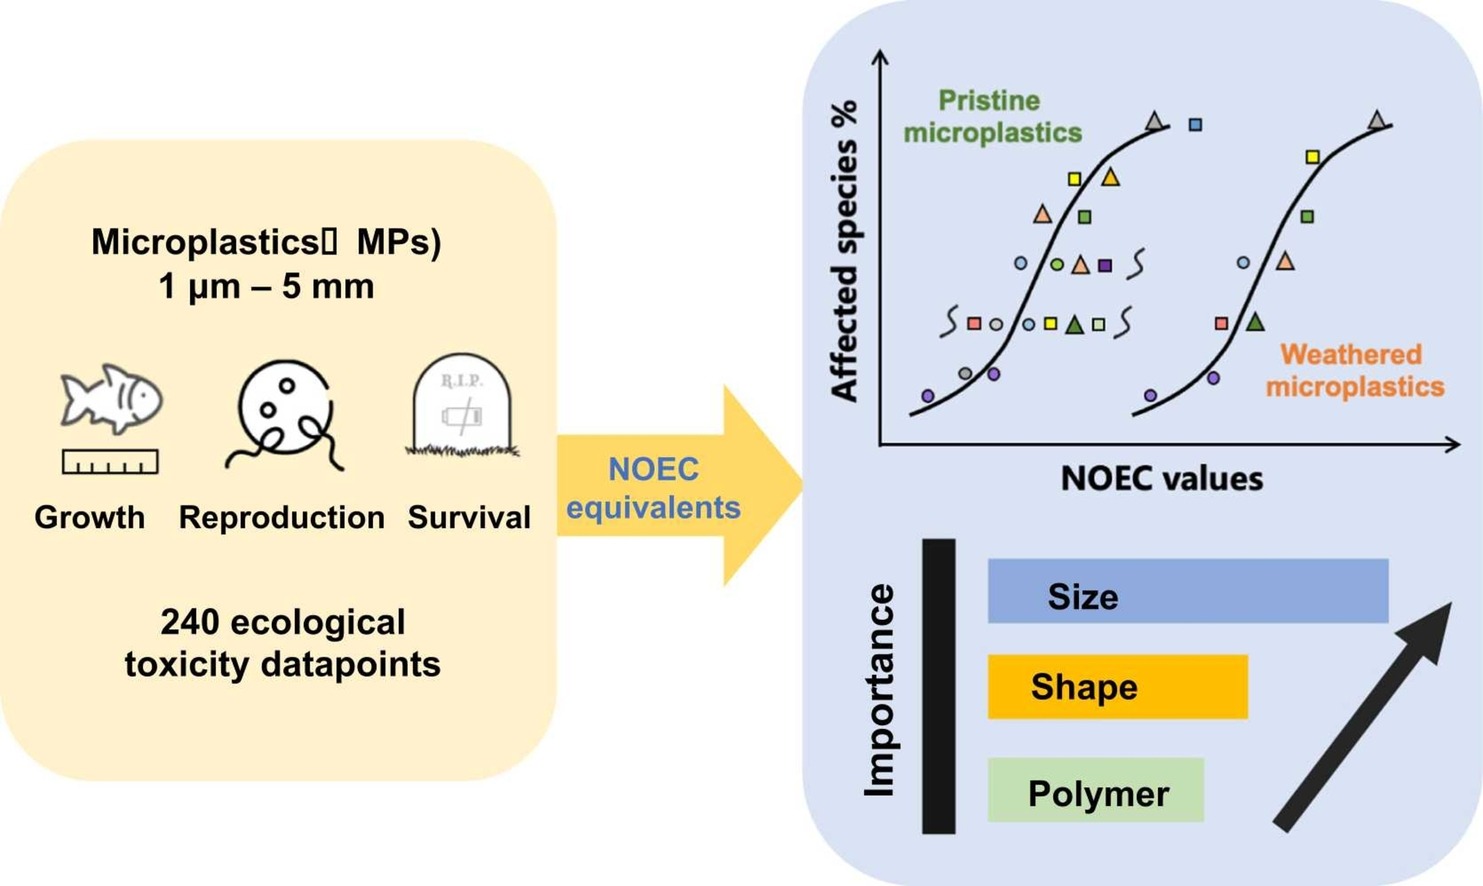 Microplastics▯ MPs)
1 µm – 5 mm
R.I.P.
Growth Reproduction Survival
240 ecological
toxicity datapoints
NOEC
equivalents
Affected species %
Pristine
microplastics
Weathered
microplastics
NOEC values
Importance
Size
Shape
Polymer